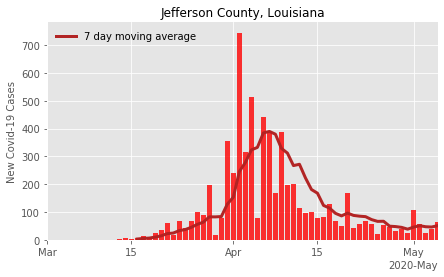 Jefferson County, Louisiana
7 day moving average
New Covid-19 Cases
700
600
500
400
300
200
100
0
Mar
15
Apr
15
May
2020-May